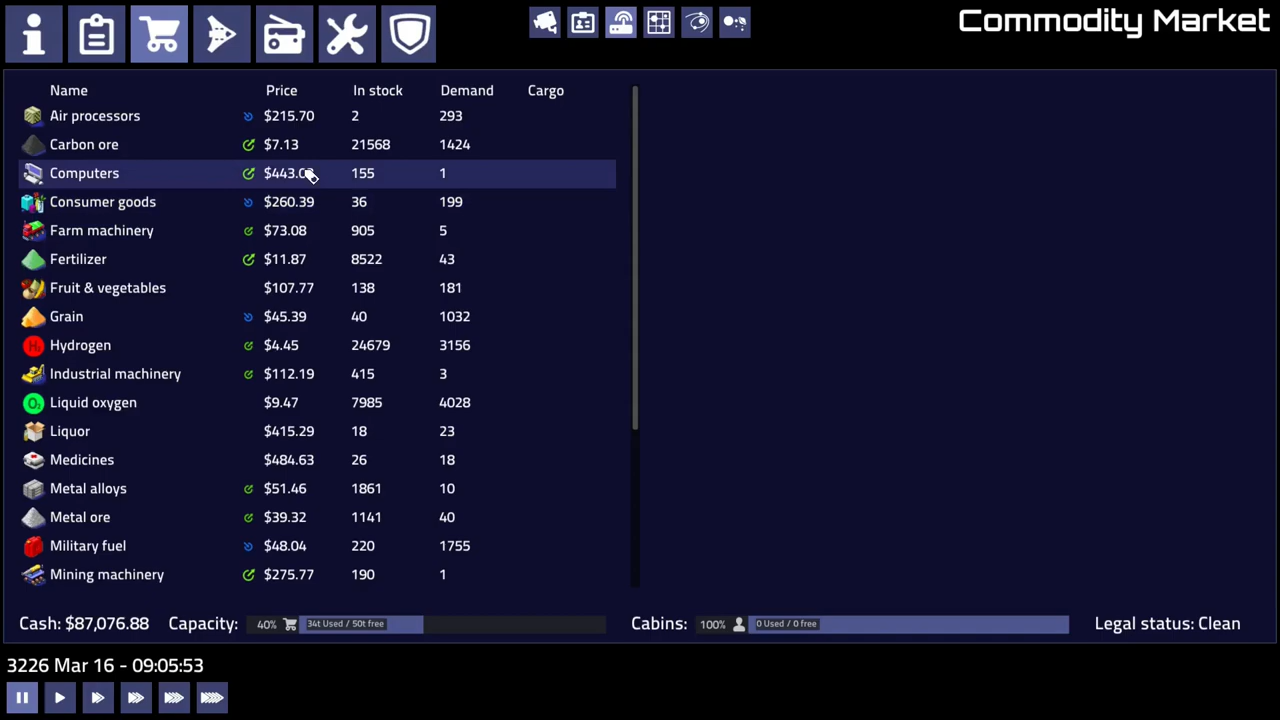 Commodity Market
Name Price In stock Demand Cargo
Air processors $215.70 2 293
Carbon ore $7.13 21568 1424
Computers 155 1
Consumer goods $260.39 36 199
Farm machinery $73.08 905 5
Fertilizer $11.87 8522 43
Fruit & vegetables $107.77 138 181
Grain $45.39 40 1032
H₂ Hydrogen $4.45 24679 3156
Industrial machinery $112.19 415 3
O₂ Liquid oxygen $9.47 7985 4028
Liquor $415.29 18 23
Medicines $484.63 26 18
Metal alloys $51.46 1861 10
Metal ore $39.32 1141 40
Military fuel $48.04 220 1755
Mining machinery $275.77 190 1
Cash: $87,076.88 Capacity: 40% 34t Used / 50t free Cabins: 100% 0 Used / 0 free Legal status: Clean
3226 Mar 16 - 09:05:53